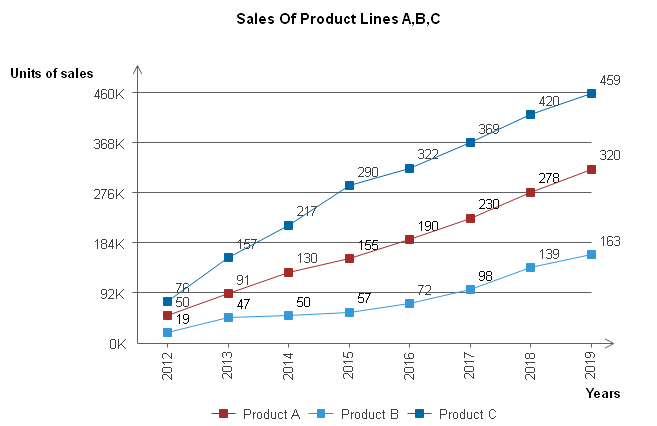 Sales Of Product Lines A,B,C
Units of sales
460K
368K
276K
184K
92K
0K
76
157
217
290
322
369
420
459
50
91
130
155
190
230
278
320
19
47
50
57
72
98
139
163
2012
2013
2014
2015
2016
2017
2018
2019
Years
Product A
Product B
Product C